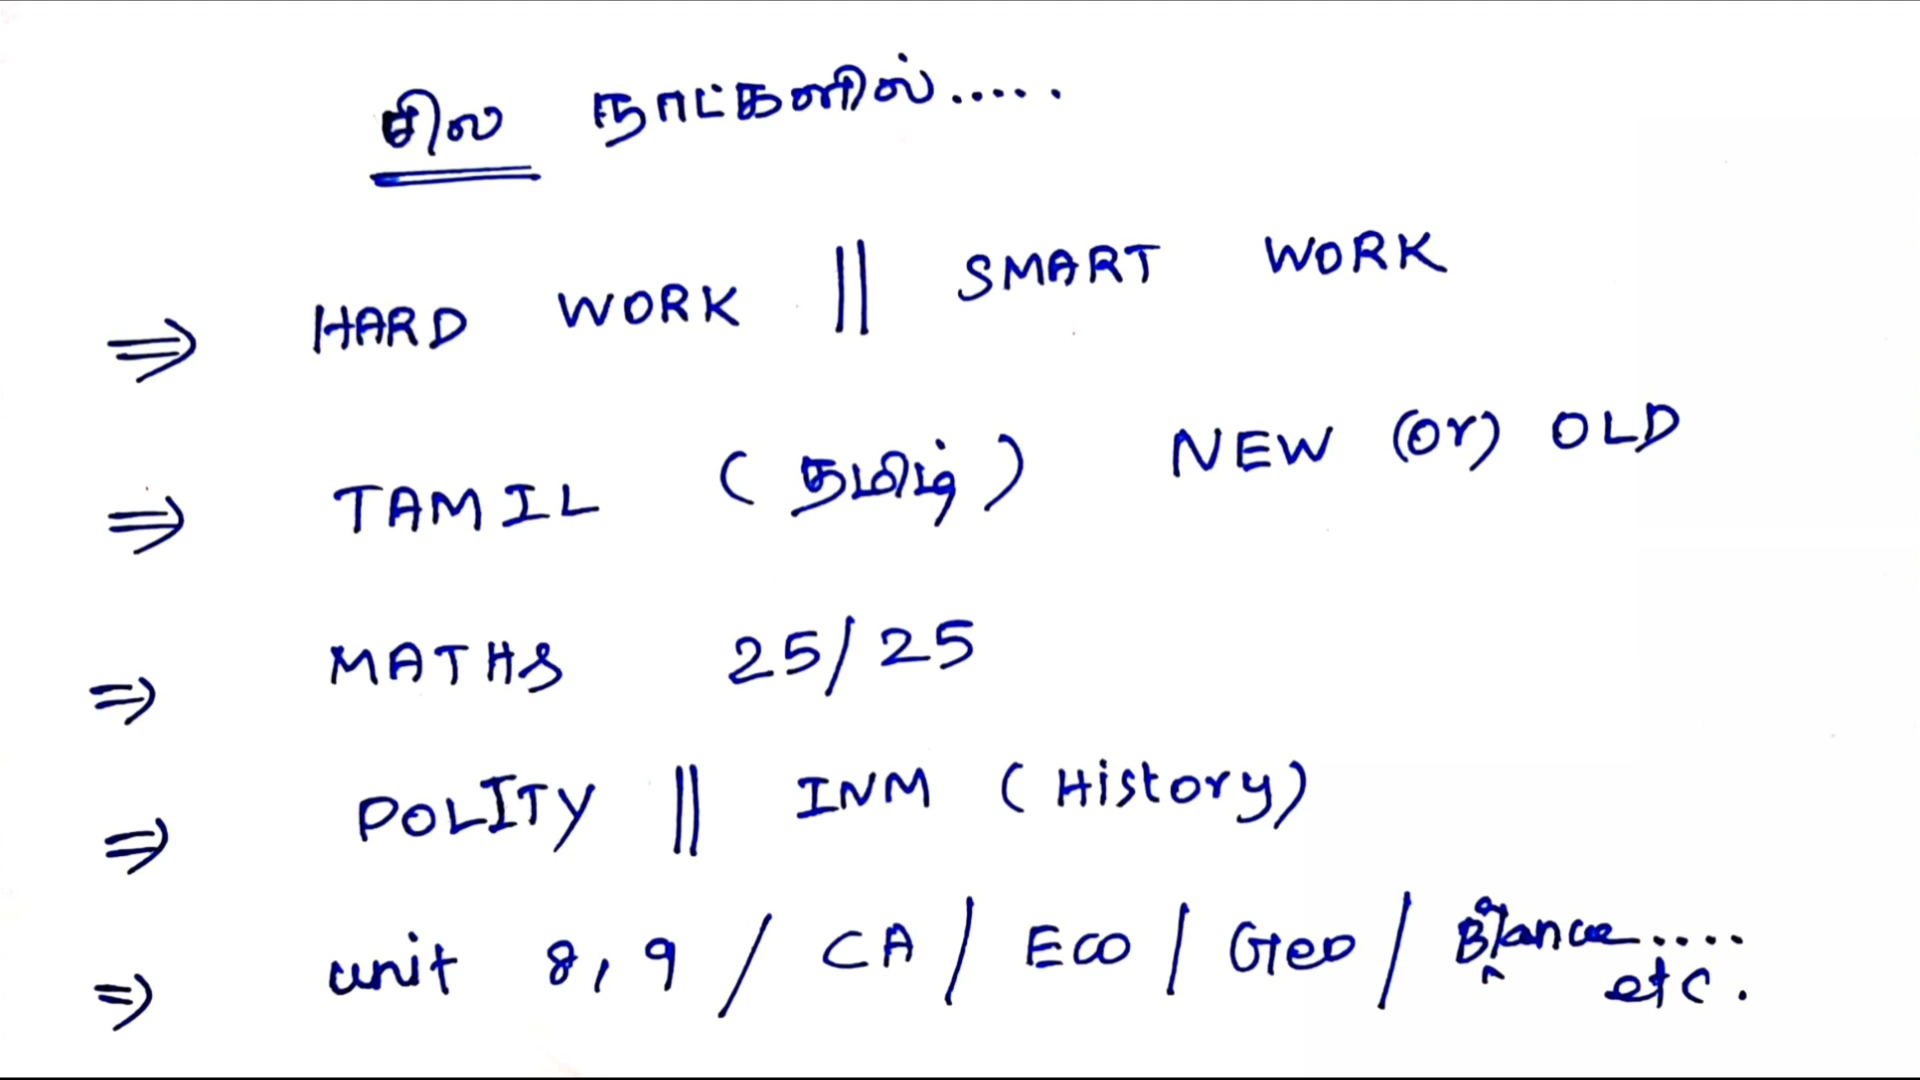 சில நாட்களில்.....
⇒ HARD WORK || SMART WORK
⇒ TAMIL (தமிழ்) NEW (or) OLD
⇒ MATHS 25/25
⇒ POLITY || INM (History)
⇒ unit 8, 9 / CA / Eco / Geo / Balance.... etc.